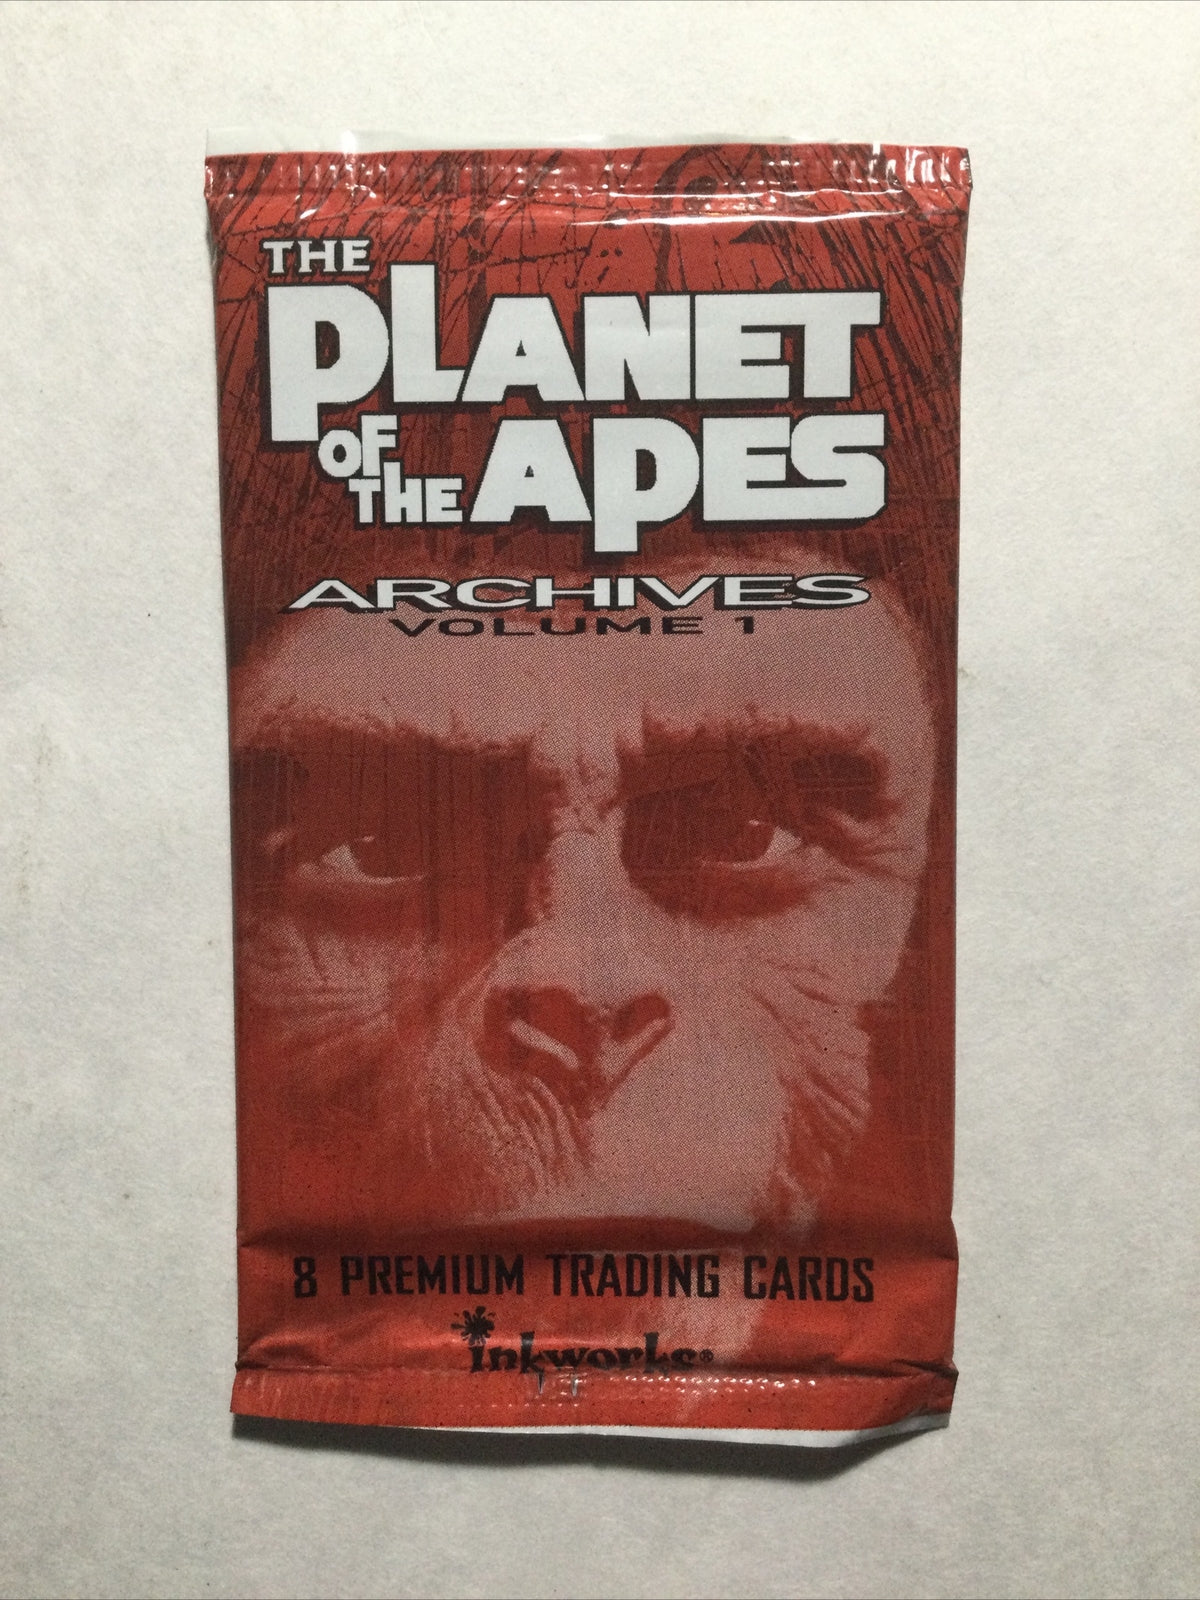 THE
PLANET
OF
THE APES
ARCHIVES
VOLUME 1
8 PREMIUM TRADING CARDS
inkworks®